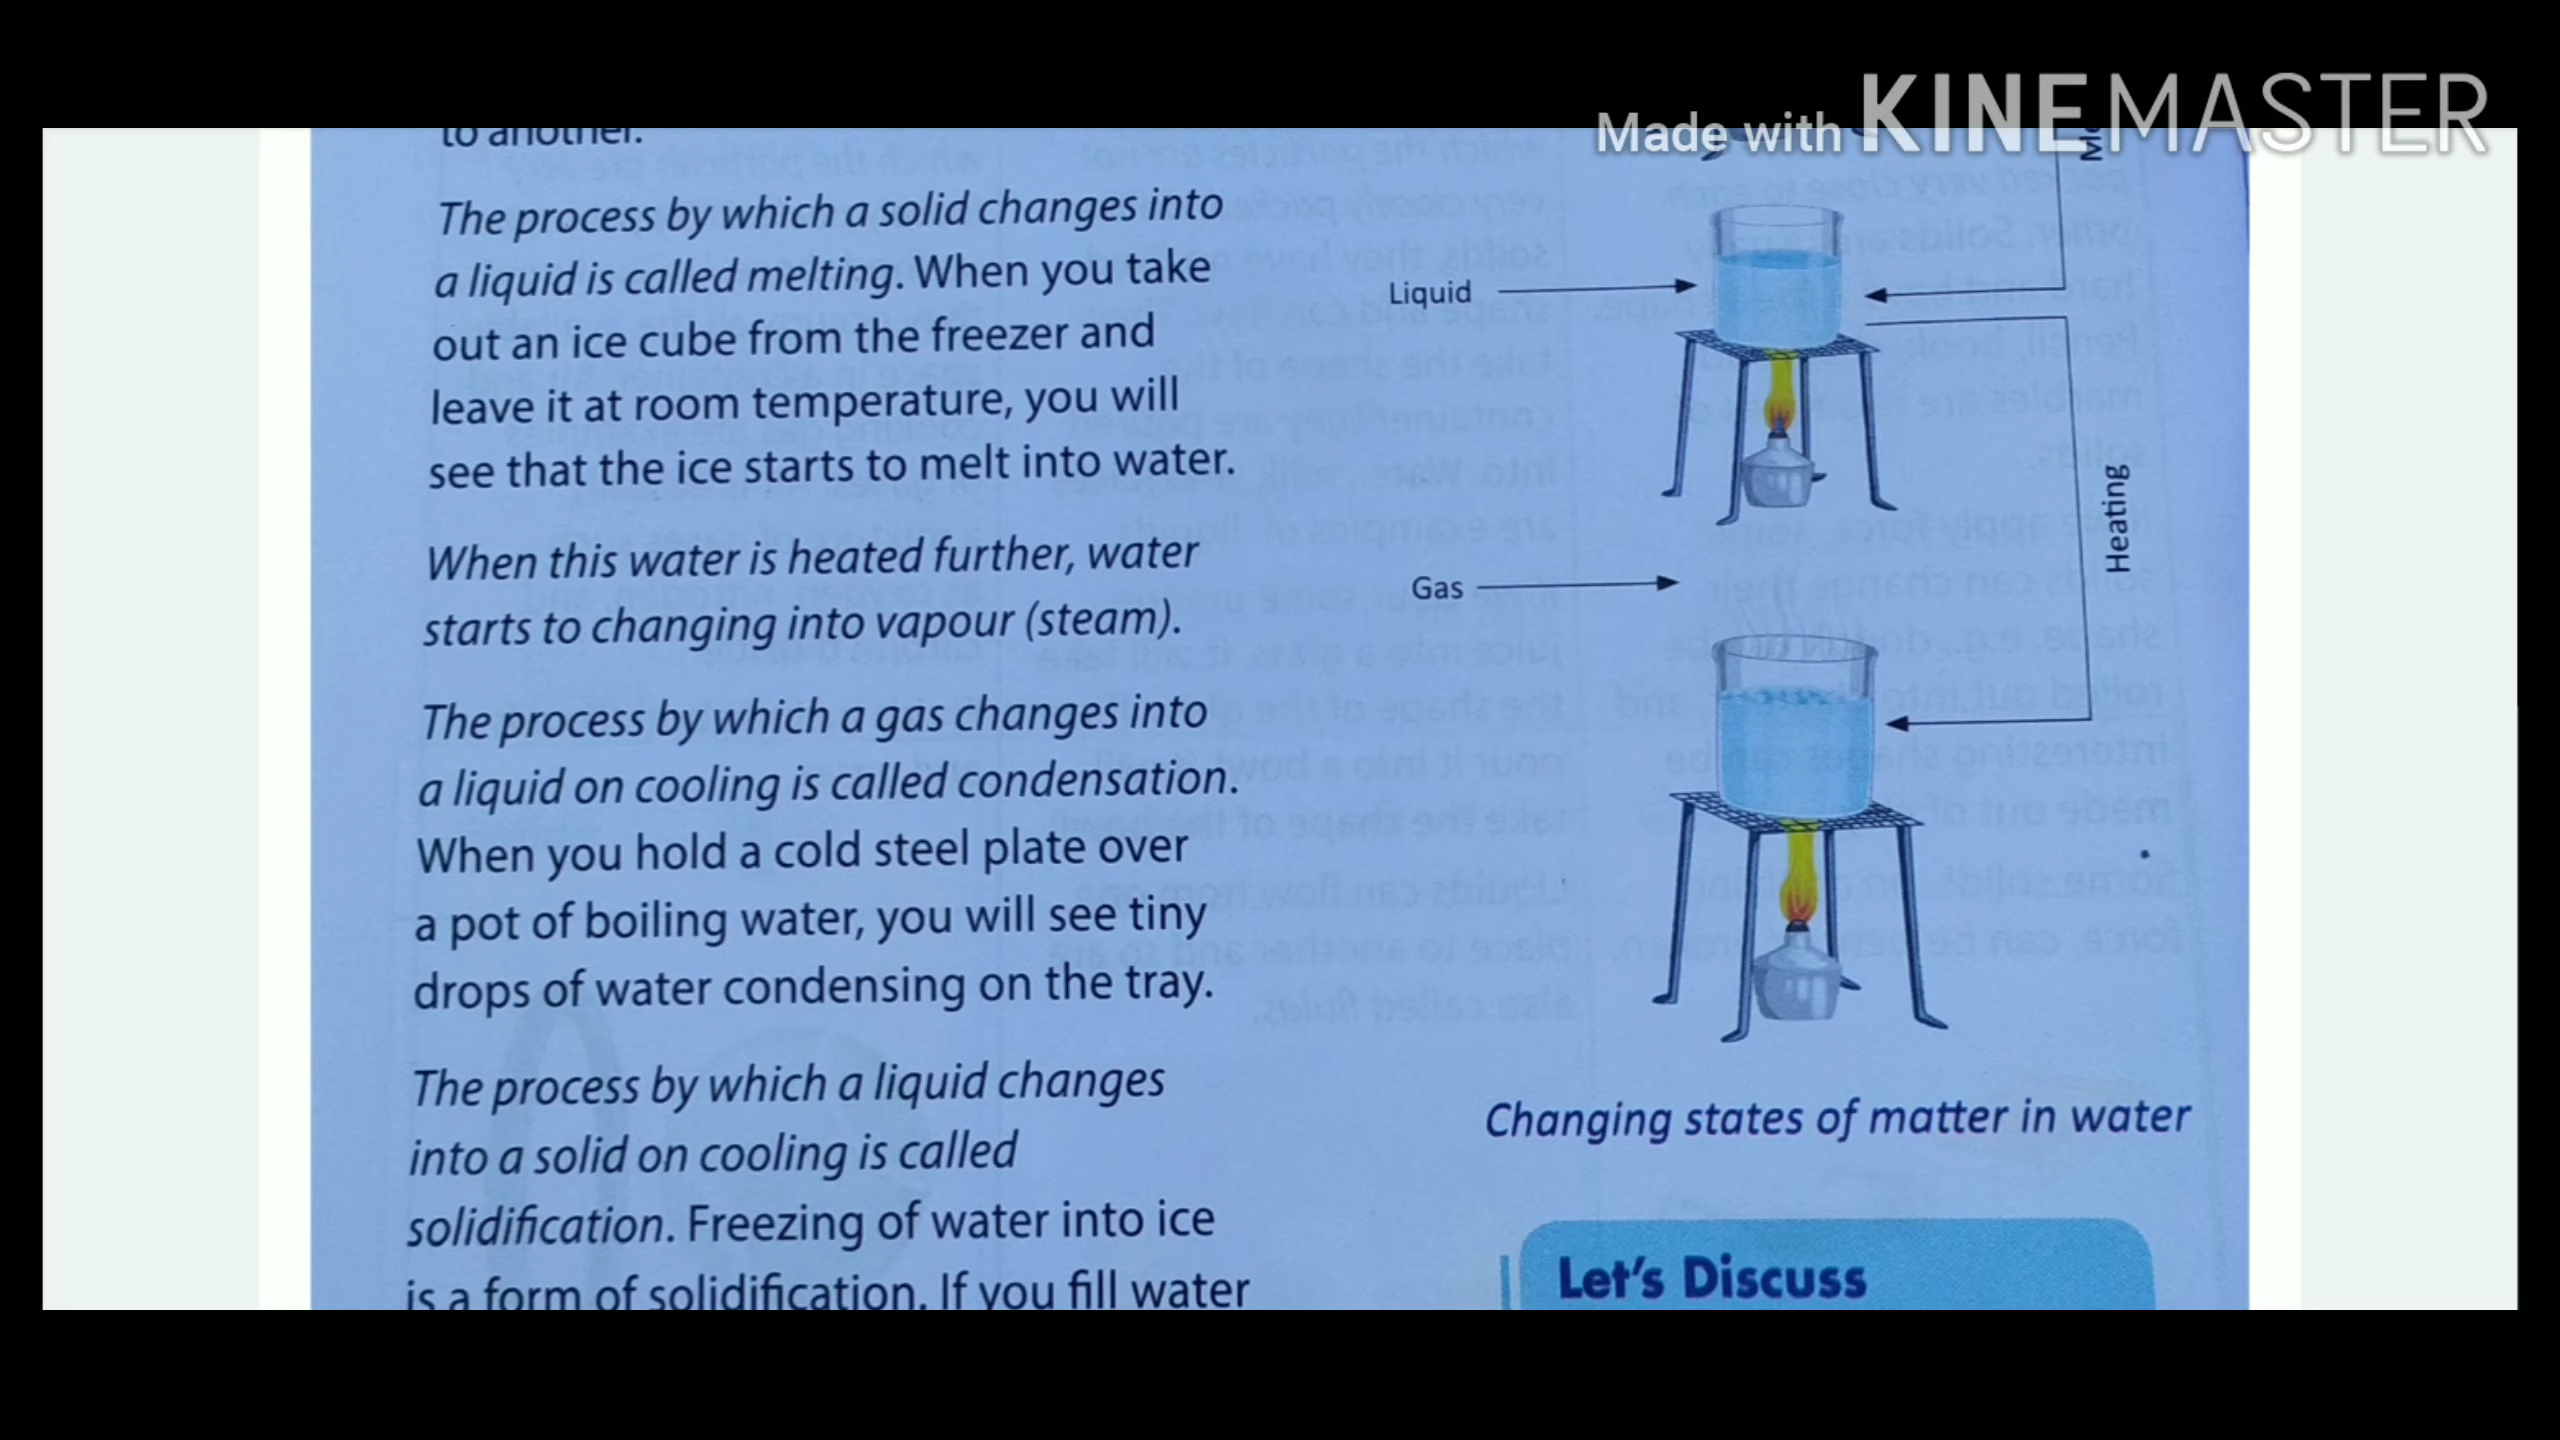 Made with KINEMASTER
to another.
The process by which a solid changes into
a liquid is called melting. When you take
out an ice cube from the freezer and
leave it at room temperature, you will
see that the ice starts to melt into water.
When this water is heated further, water
starts to changing into vapour (steam).
The process by which a gas changes into
a liquid on cooling is called condensation.
When you hold a cold steel plate over
a pot of boiling water, you will see tiny
drops of water condensing on the tray.
The process by which a liquid changes
into a solid on cooling is called
solidification. Freezing of water into ice
is a form of solidification. If you fill water
Liquid
Gas
Heating
Changing states of matter in water
Let's Discuss